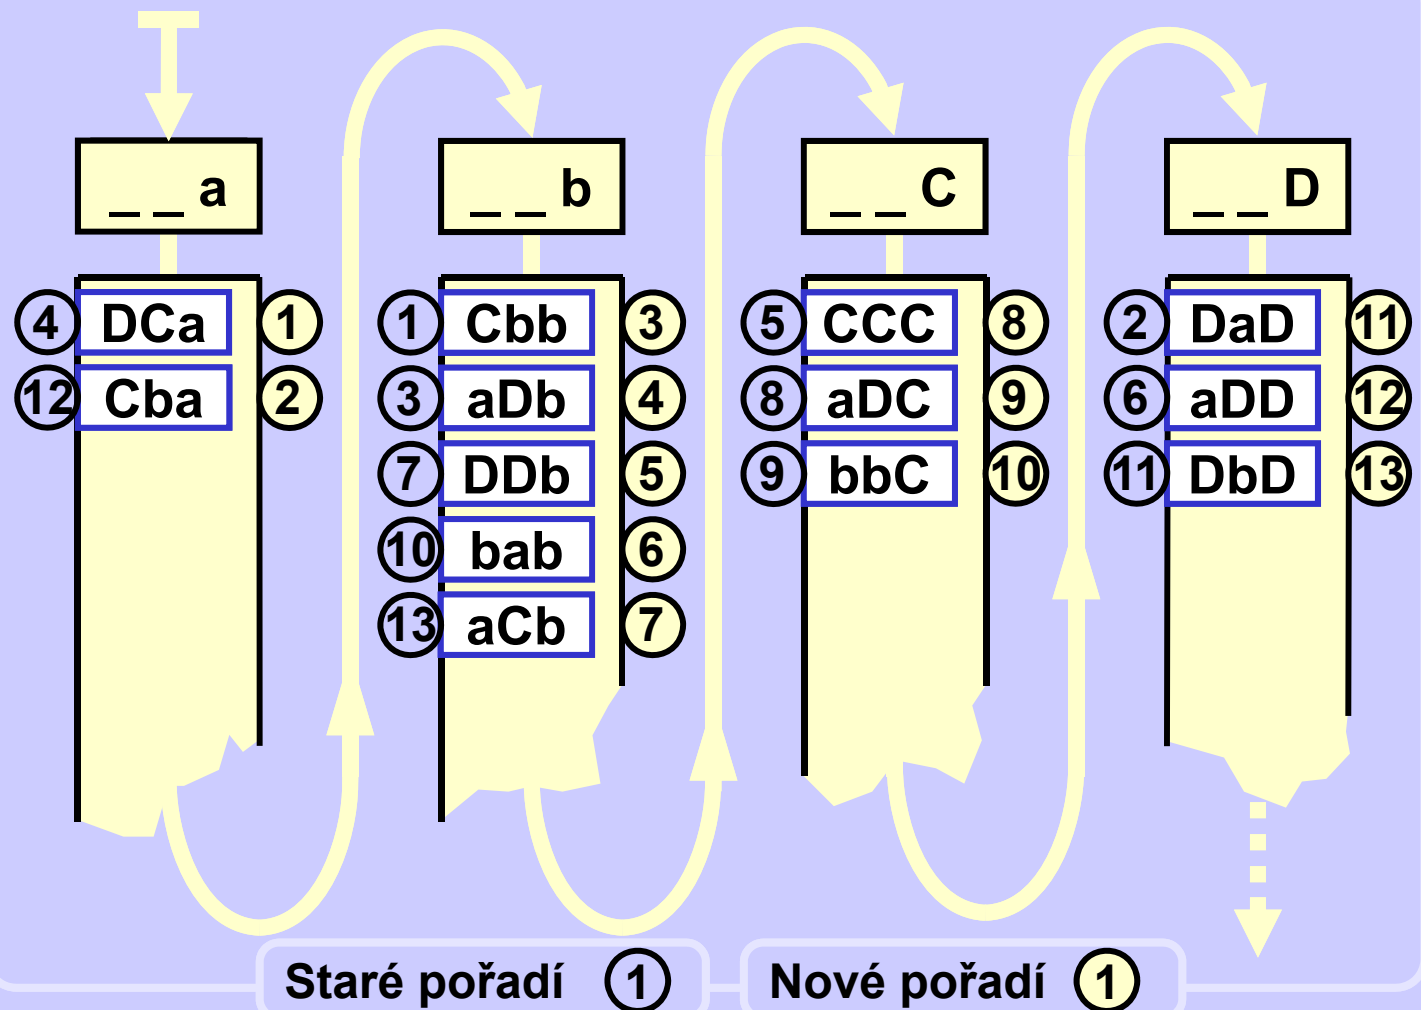 _ _ a _ _ b _ _ C _ _ D
4 DCa 1 1 Cbb 3 5 CCC 8 2 DaD 11
12 Cba 2 3 aDb 4 8 aDC 9 6 aDD 12
7 DDb 5 9 bbC 10 11 DbD 13
10 bab 6
13 aCb 7
Staré pořadí 1 Nové pořadí 1